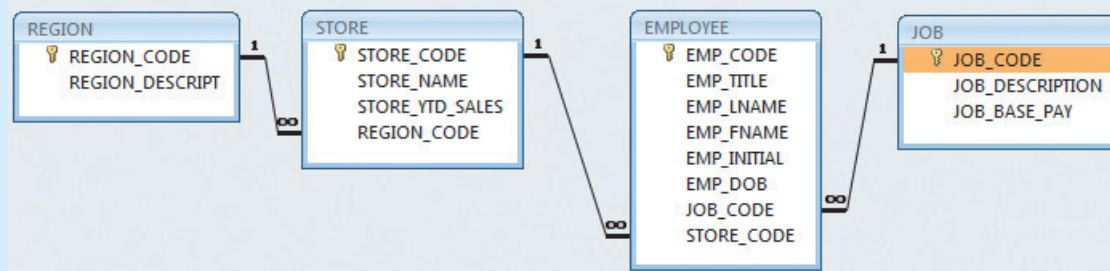 REGION
REGION_CODE
REGION_DESCRIPT
1
∞
STORE
STORE_CODE
STORE_NAME
STORE_YTD_SALES
REGION_CODE
1
∞
EMPLOYEE
EMP_CODE
EMP_TITLE
EMP_LNAME
EMP_FNAME
EMP_INITIAL
EMP_DOB
JOB_CODE
STORE_CODE
1
∞
JOB
JOB_CODE
JOB_DESCRIPTION
JOB_BASE_PAY